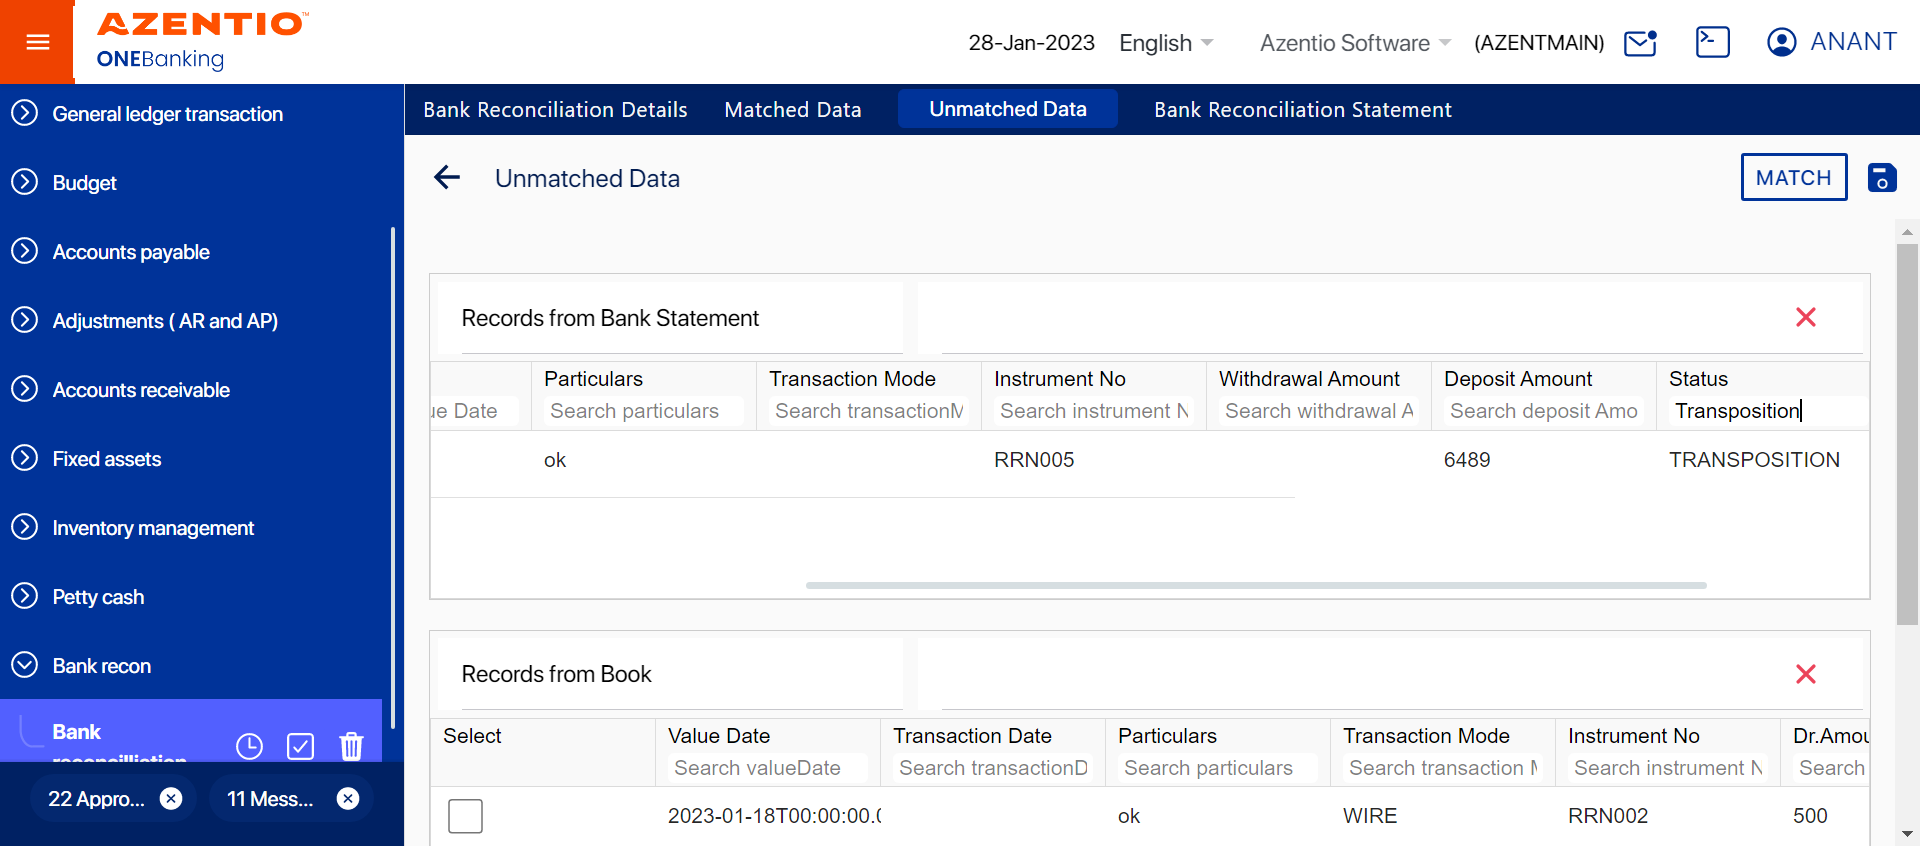 AZENTIO™
ONEBanking
28-Jan-2023
English
Azentio Software
(AZENTMAIN)
ANANT
General ledger transaction
Budget
Accounts payable
Adjustments ( AR and AP)
Accounts receivable
Fixed assets
Inventory management
Petty cash
Bank recon
Bank
reconcilliation
22 Appro...
11 Mess...
Bank Reconciliation Details
Matched Data
Unmatched Data
Bank Reconciliation Statement
Unmatched Data
MATCH
Records from Bank Statement
Particulars Transaction Mode Instrument No Withdrawal Amount Deposit Amount Status
ue Date Search particulars Search transactionM Search instrument N Search withdrawal A Search deposit Amo Transposition
ok RRN005 6489 TRANSPOSITION
Records from Book
Select Value Date Transaction Date Particulars Transaction Mode Instrument No Dr.Amou
Search valueDate Search transactionD Search particulars Search transaction M Search instrument N Search
2023-01-18T00:00:00.0 ok WIRE RRN002 500